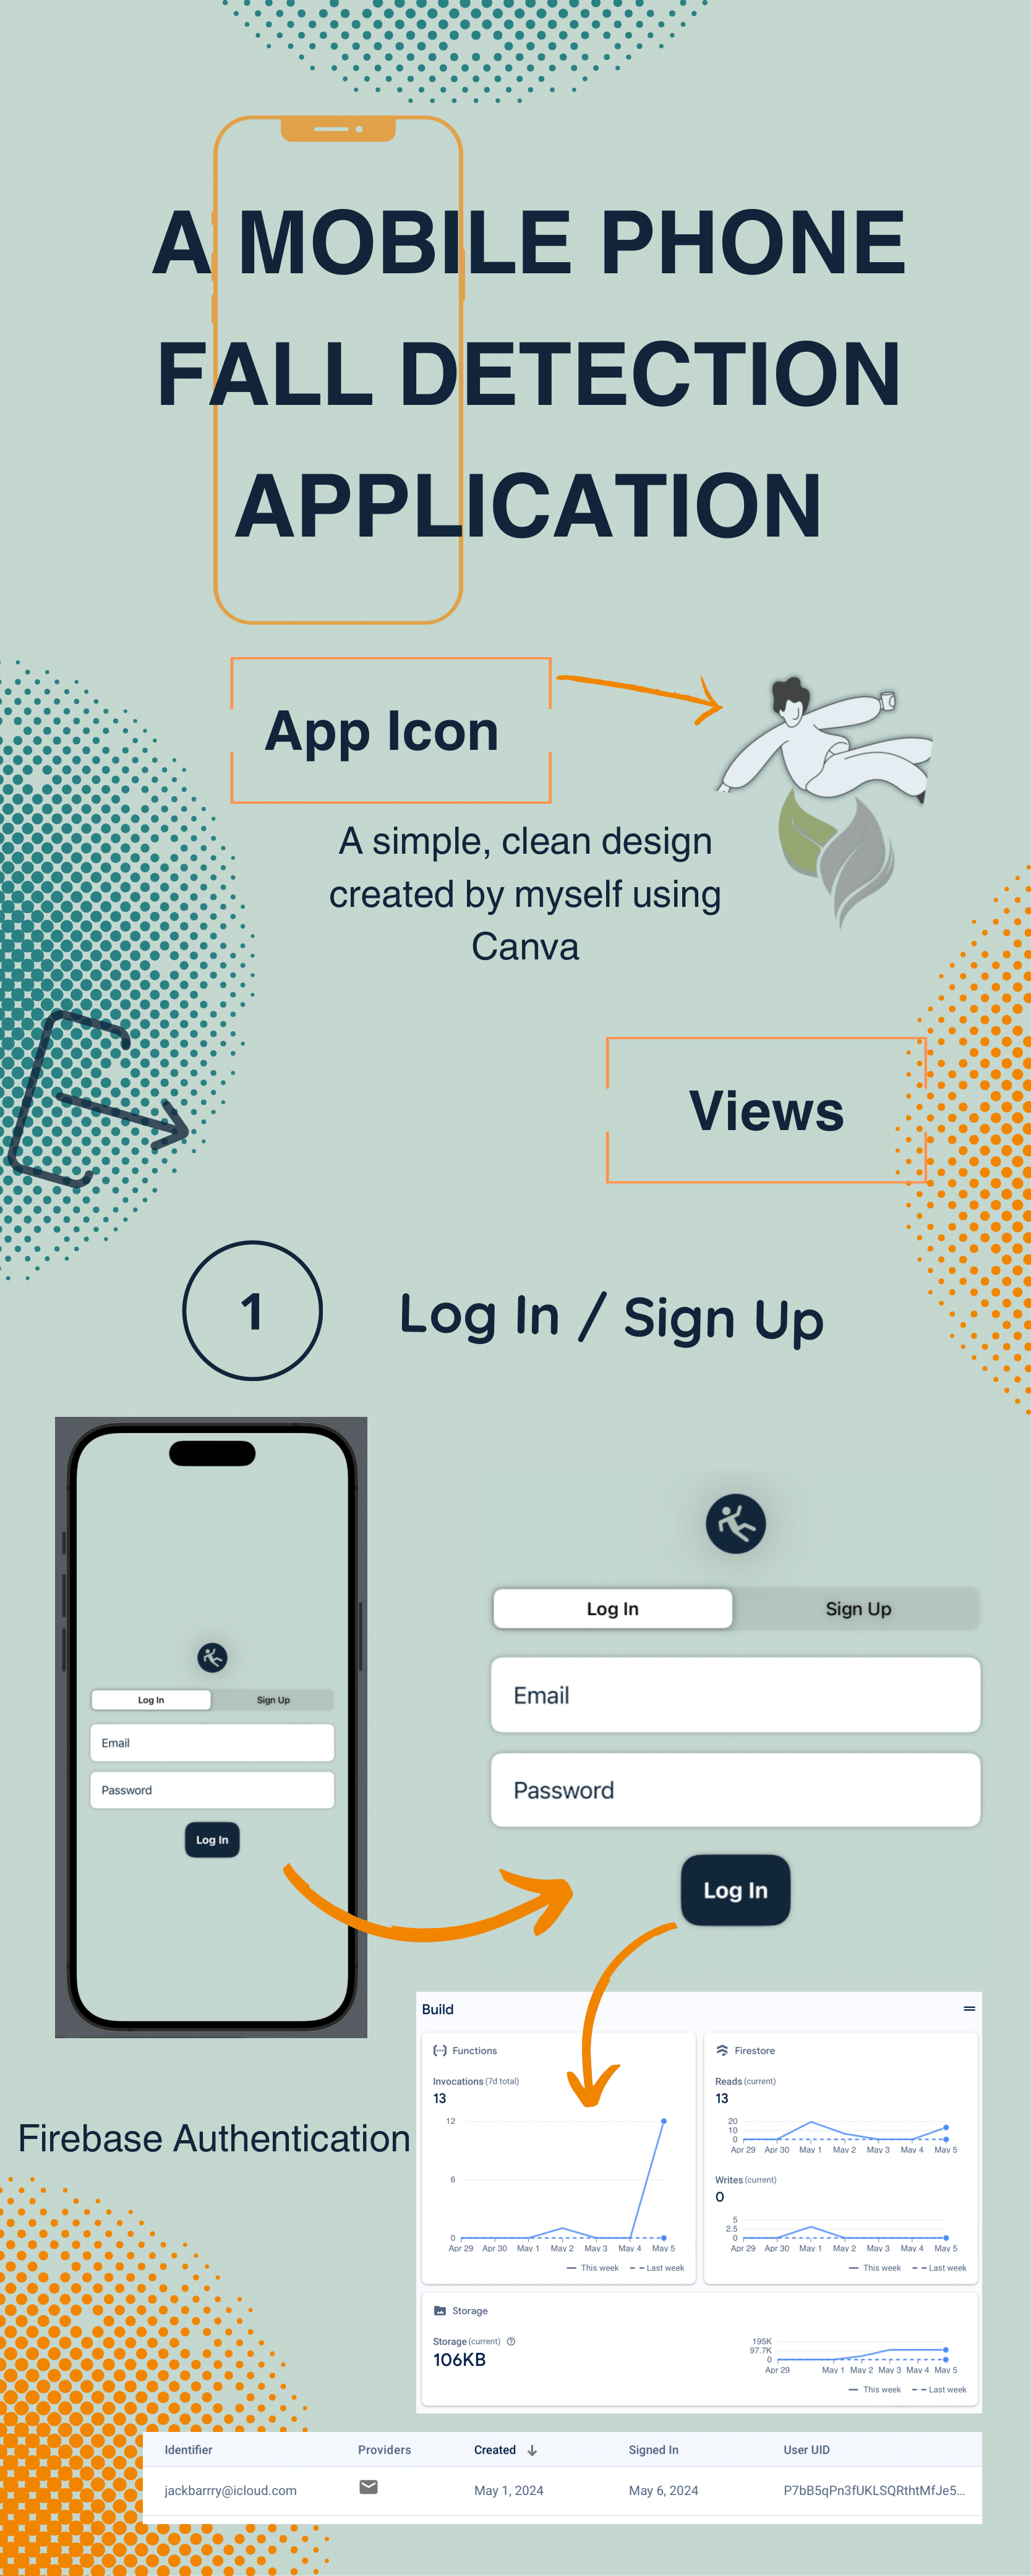 A MOBILE PHONE
FALL DETECTION
APPLICATION
App Icon
A simple, clean design
created by myself using
Canva
Views
1
Log In / Sign Up
Log In Sign Up
Email
Password
Log In
Log In Sign Up
Email
Password
Log In
Firebase Authentication
Build
Functions
Invocations (7d total)
13
12
6
0
Apr 29 Apr 30 May 1 May 2 May 3 May 4 May 5
This week Last week
Firestore
Reads (current)
13
20
10
0
Apr 29 Apr 30 May 1 May 2 May 3 May 4 May 5
Writes (current)
0
5
2.5
0
Apr 29 Apr 30 May 1 May 2 May 3 May 4 May 5
This week Last week
Storage
Storage (current)
106KB
195K
97.7K
0
Apr 29 May 1 May 2 May 3 May 4 May 5
This week Last week
Identifier Providers Created Signed In User UID
jackbarrry@icloud.com May 1, 2024 May 6, 2024 P7bB5qPn3fUKLSQRthtMfJe5...